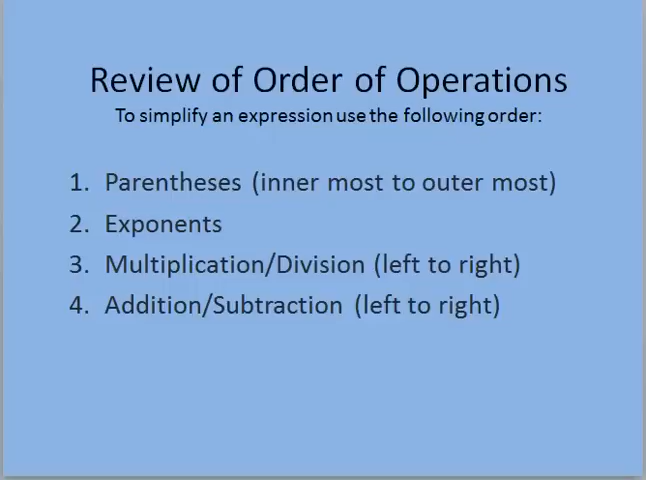 Review of Order of Operations
To simplify an expression use the following order:
1. Parentheses (inner most to outer most)
2. Exponents
3. Multiplication/Division (left to right)
4. Addition/Subtraction (left to right)